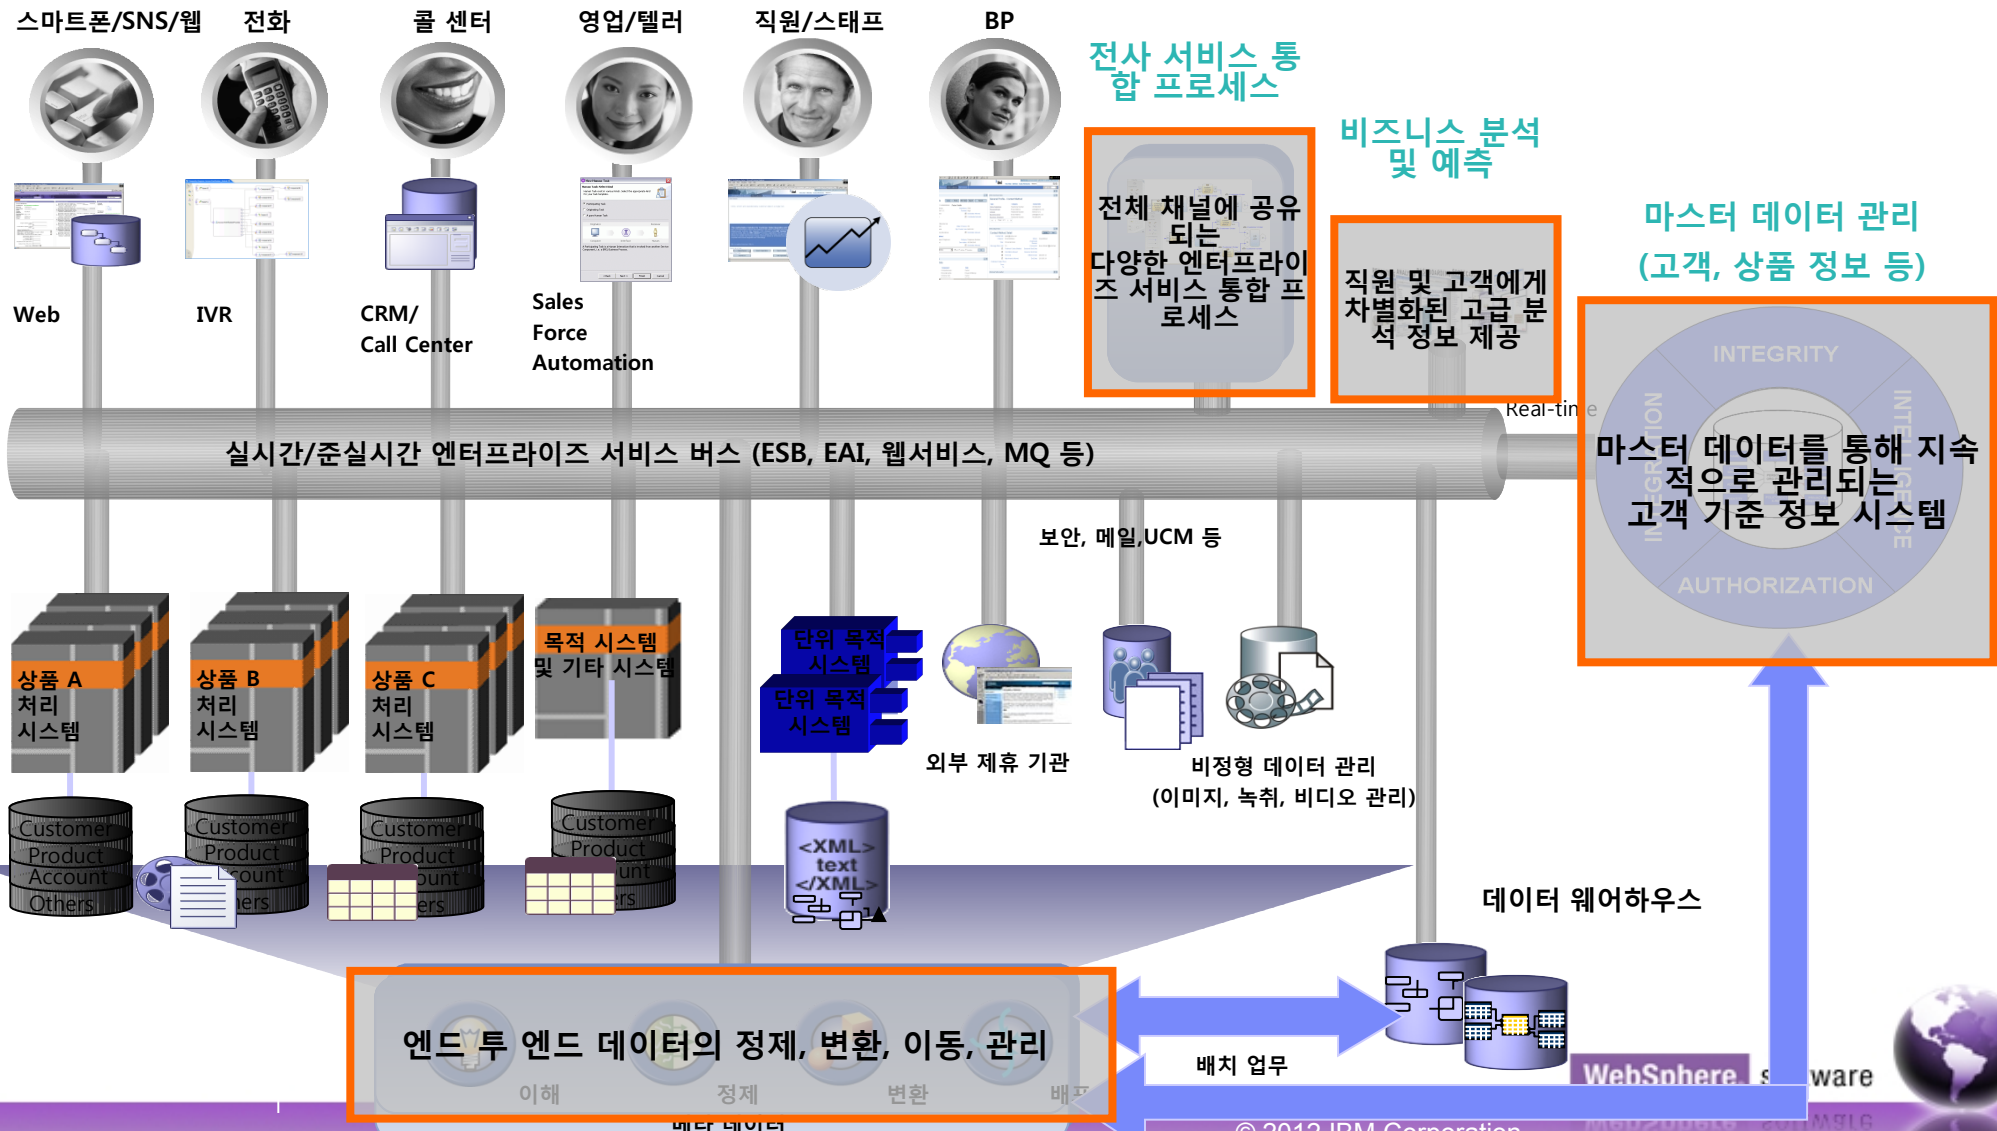 스마트폰/SNS/웹
전화
콜 센터
영업/텔러
직원/스태프
BP
전사 서비스 통
합 프로세스
비즈니스 분석
및 예측
마스터 데이터 관리
(고객, 상품 정보 등)
전체 채널에 공유
되는
다양한 엔터프라이
즈 서비스 통합 프
로세스
직원 및 고객에게
차별화된 고급 분
석 정보 제공
Web
IVR
CRM/
Call Center
Sales
Force
Automation
INTEGRITY
INTEGRATION
INTELLIGENCE
AUTHORIZATION
Real-time
마스터 데이터를 통해 지속
적으로 관리되는
고객 기준 정보 시스템
실시간/준실시간 엔터프라이즈 서비스 버스 (ESB, EAI, 웹서비스, MQ 등)
보안, 메일,UCM 등
상품 A
처리
시스템
상품 B
처리
시스템
상품 C
처리
시스템
목적 시스템
및 기타 시스템
단위 목적
시스템
단위 목적
시스템
외부 제휴 기관
비정형 데이터 관리
(이미지, 녹취, 비디오 관리)
Customer
Product
Account
Others
Customer
Product
Customer
Product
Customer
Product
<XML>
text
</XML>
데이터 웨어하우스
엔드 투 엔드 데이터의 정제, 변환, 이동, 관리
이해
정제
변환
배포
메타 데이터
배치 업무
WebSphere. software
© 2012 IBM Corporation